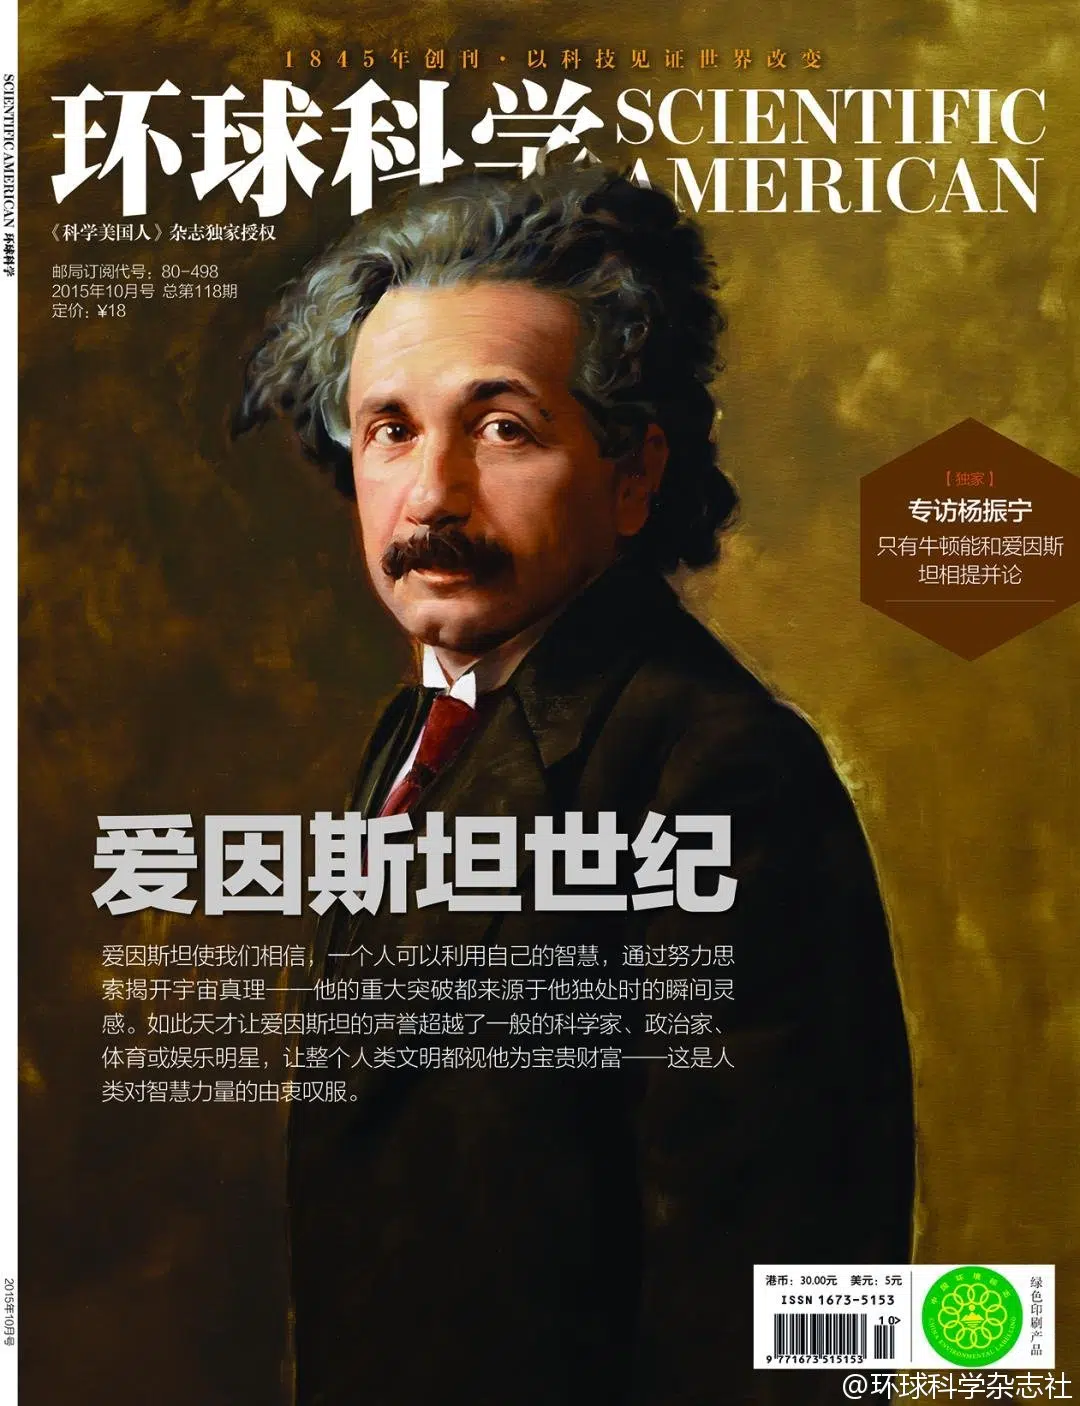 1845年创刊·以科技见证世界改变
环球科学 SCIENTIFIC
AMERICAN
《科学美国人》杂志独家授权
邮局订阅代号：80-498
2015年10月号 总第118期
定价：¥18
SCIENTIFIC AMERICAN 环球科学
【独家】
专访杨振宁
只有牛顿能和爱因斯
坦相提并论
爱因斯坦世纪
爱因斯坦使我们相信，一个人可以利用自己的智慧，通过努力思
索揭开宇宙真理——他的重大突破都来源于他独处时的瞬间灵
感。如此天才让爱因斯坦的声誉超越了一般的科学家、政治家、
体育或娱乐明星，让整个人类文明都视他为宝贵财富——这是人
类对智慧力量的由衷叹服。
2015年10月号
港币：30.00元 美元：5元
ISSN 1673-5153
10>
9 771673 515153
中国环境标志
CHINA ENVIRONMENTAL LABELLING
绿色印刷产品
@环球科学杂志社